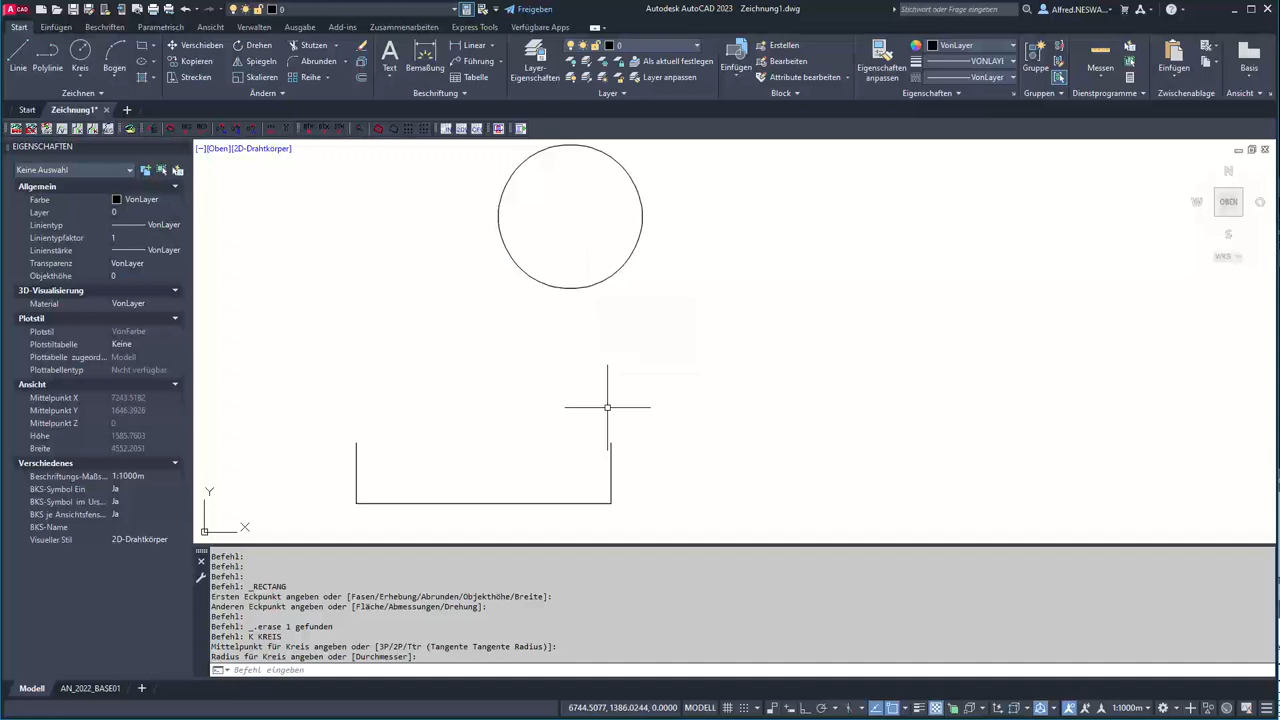 CAD
0
Freigeben
Autodesk AutoCAD 2023 Zeichnung1.dwg
Stichwort oder Frage eingeben
Alfred.NESWA...
Start Einfügen Beschriften Parametrisch Ansicht Verwalten Ausgabe Add-ins Express Tools Verfügbare Apps
Verschieben Drehen Stutzen Linear 0 Erstellen VonLayer
Kopieren Spiegeln Abrunden Führung Als aktuell festlegen Bearbeiten VONLAYI
Linie Polylinie Kreis Bogen Text Bemaßung Layer- Einfügen Eigenschaften Gruppe Messen Einfügen Basis
Strecken Skalieren Reihe Tabelle Eigenschaften Layer anpassen Attribute bearbeiten anpassen VonLayer
Zeichnung Ändern Beschriftung Layer Block Eigenschaften Gruppen Dienstprogramme Zwischenablage Ansicht
Start Zeichnung1*
EIGENSCHAFTEN
[−][Oben][2D-Drahtkörper]
Keine Auswahl
Allgemein
Farbe VonLayer
Layer 0
Linientyp VonLayer
Linientypfaktor 1
Linienstärke VonLayer
Transparenz VonLayer
Objekthöhe 0
3D-Visualisierung
Material VonLayer
Plotstil
Plotstil VonFarbe
Plotstiltabelle Keine
Plottabelle zugeord... Modell
Plottabellentyp Nicht verfügbar
Ansicht
Mittelpunkt X 7243.5182
Mittelpunkt Y 1646.3926
Mittelpunkt Z 0
Höhe 1585.7603
Breite 4552.2051
Verschiedenes
Beschriftungs-Maßs... 1:1000m
BKS-Symbol Ein Ja
BKS-Symbol im Urs... Ja
BKS je Ansichtsfens... Ja
BKS-Name
Visueller Stil 2D-Drahtkörper
N
W OBEN O
S
WKS
Y
X
Befehl:
Befehl:
Befehl:
Befehl: _RECTANG
Ersten Eckpunkt angeben oder [Fasen/Erhebung/Abrunden/Objekthöhe/Breite]:
Anderen Eckpunkt angeben oder [Fläche/Abmessungen/Drehung]:
Befehl:
Befehl: _.erase 1 gefunden
Befehl: K KREIS
Mittelpunkt für Kreis angeben oder [3P/2P/Ttr (Tangente Tangente Radius)]:
Radius für Kreis angeben oder [Durchmesser]:
Befehl eingeben
Modell AN_2022_BASE01
6744.5077, 1386.0244, 0.0000 MODELL 1:1000m